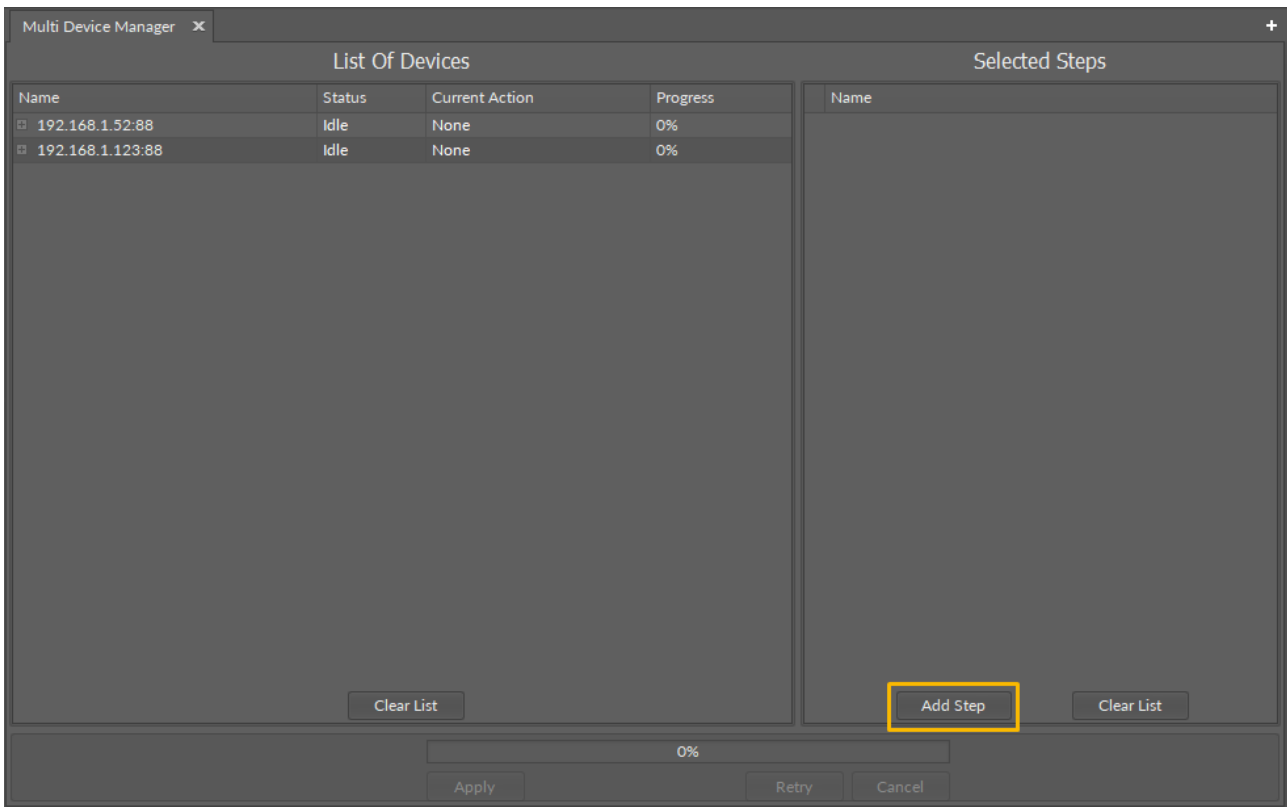 Multi Device Manager
List Of Devices
Selected Steps
Name Status Current Action Progress
Name
192.168.1.52:88 Idle None 0%
192.168.1.123:88 Idle None 0%
Clear List
Add Step Clear List
0%
Apply Retry Cancel